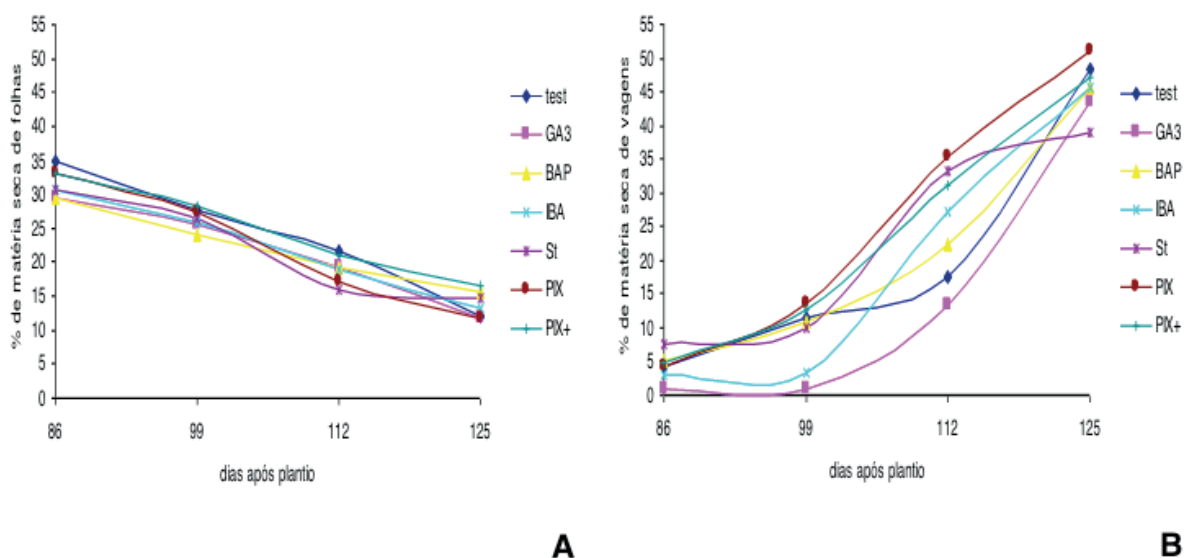 % de matéria seca de folhas
55
50
45
40
35
30
25
20
15
10
5
0
86 99 112 125
dias após plantio
test
GA3
BAP
IBA
St
PIX
PIX+
A
% de matéria seca de vagens
55
50
45
40
35
30
25
20
15
10
5
0
86 99 112 125
dias após plantio
test
GA3
BAP
IBA
St
PIX
PIX+
B